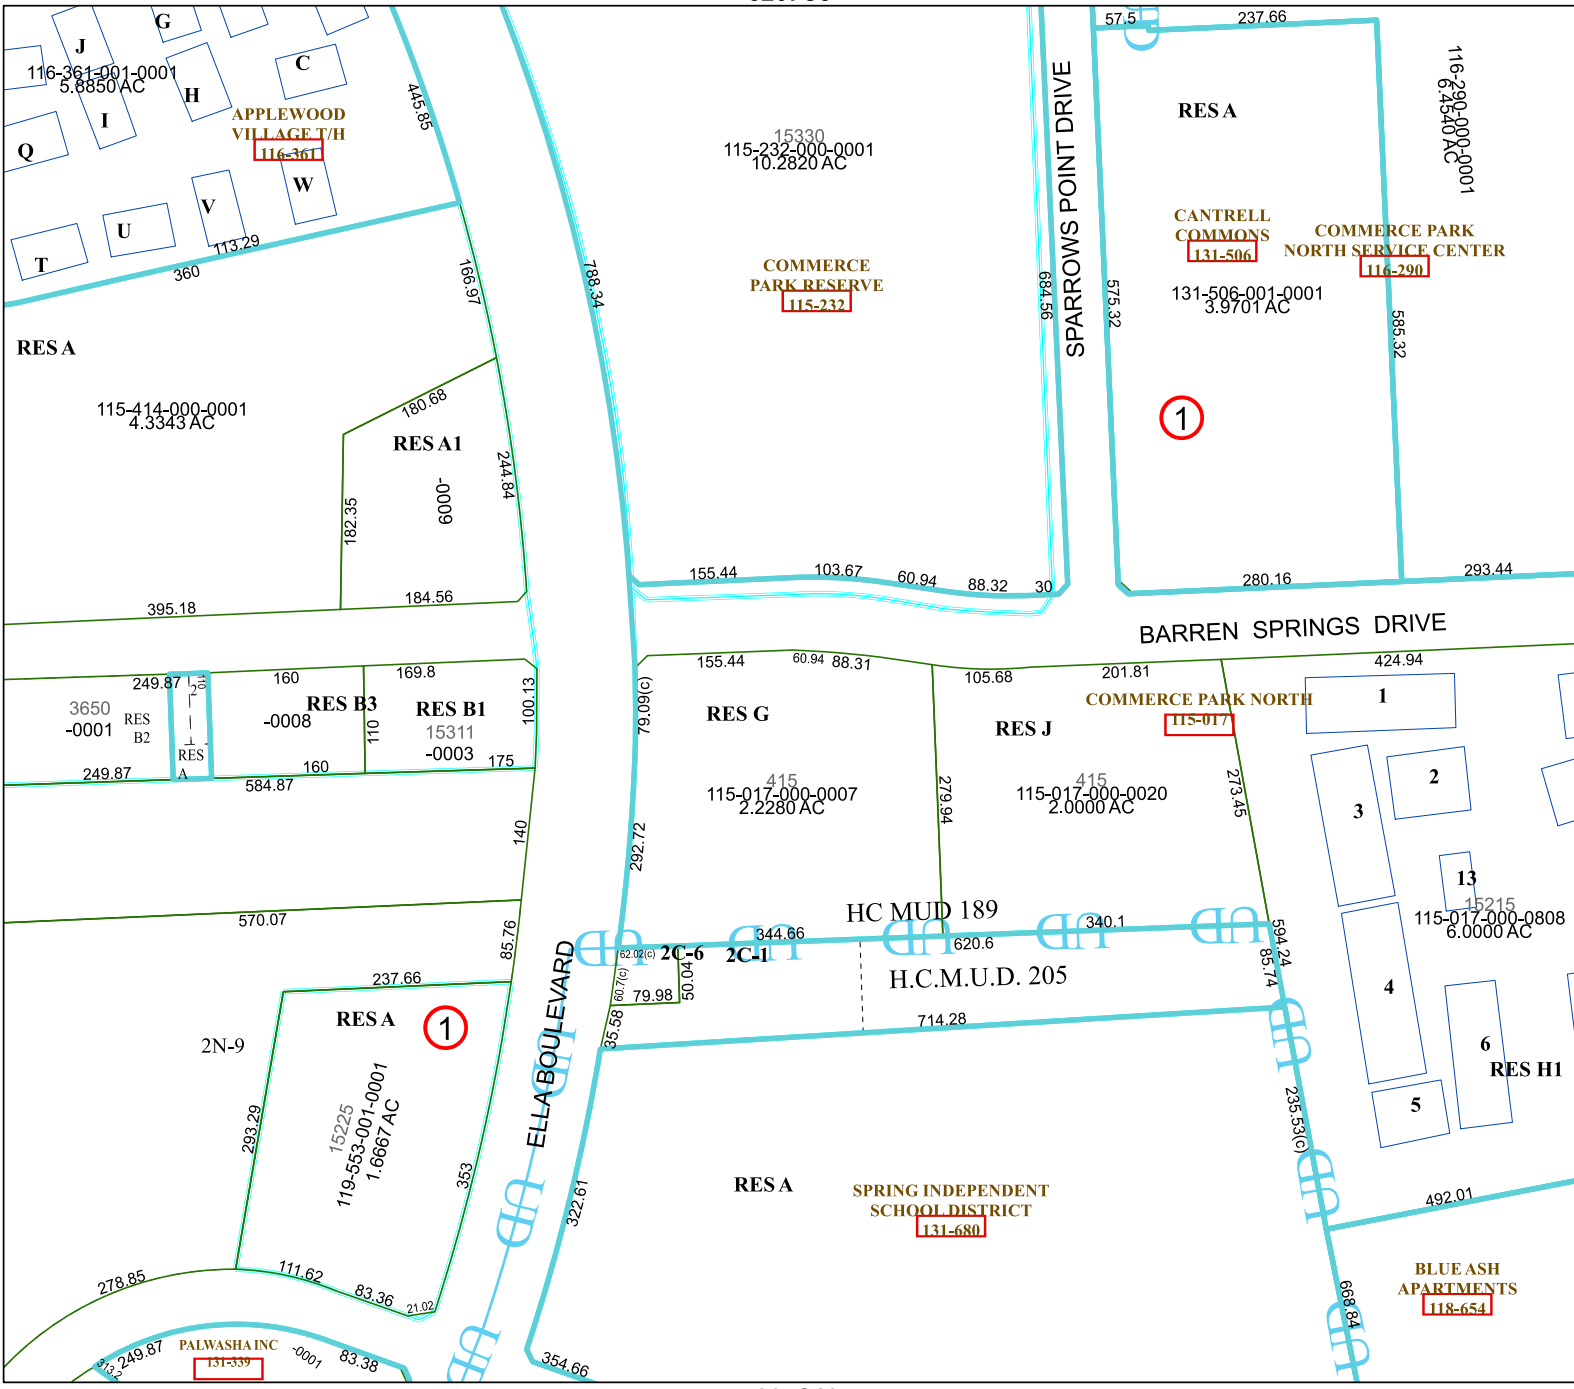 G
J
116-361-001-0001
5.8850 AC
C
H
I
Q
APPLEWOOD
VILLAGE T/H
116-361
W
V
U
T
113.29
360
445.85
166.97
788.34
15330
115-232-000-0001
10.2820 AC
COMMERCE
PARK RESERVE
115-232
684.56
SPARROWS POINT DRIVE
57.5
237.66
RES A
116-290-000-0001
6.4540 AC
CANTRELL
COMMONS
131-506
COMMERCE PARK
NORTH SERVICE CENTER
116-290
131-506-001-0001
3.9701 AC
575.32
585.32
1
RES A
115-414-000-0001
4.3343 AC
180.68
RES A1
-0009
244.84
182.35
184.56
395.18
155.44
103.67
60.94
88.32
30
280.16
293.44
BARREN SPRINGS DRIVE
249.87
3650
-0001
RES
B2
2
110
RES
A
249.87
160
RES B3
-0008
110
160
584.87
169.8
RES B1
15311
-0003
175
100.13
79.09(c)
155.44
60.94
88.31
105.68
201.81
424.94
COMMERCE PARK NORTH
115-017
RES G
415
115-017-000-0007
2.2280 AC
279.94
RES J
415
115-017-000-0020
2.0000 AC
273.45
1
2
3
13
15215
115-017-000-0808
6.0000 AC
4
6
RES H1
5
140
292.72
570.07
85.76
HC MUD 189
344.66
620.6
340.1
594.24
85.74
62.02(c)
2C-6
2C-1
60.7(c)
79.98
50.04
H.C.M.U.D. 205
35.58
714.28
ELLA BOULEVARD
237.66
RES A
1
2N-9
293.29
15225
119-553-001-0001
1.6667 AC
353
322.61
RES A
SPRING INDEPENDENT
SCHOOL DISTRICT
131-680
235.53(c)
492.01
BLUE ASH
APARTMENTS
118-654
668.84
278.85
111.62
83.36
21.02
PALWASHA INC
131-339
-0001
313.2
249.87
83.38
354.66